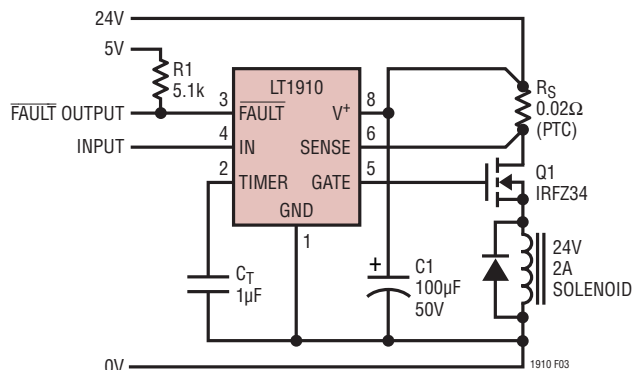 24V
5V
R1
5.1k
LT1910
RS
0.02Ω
(PTC)
3
FAULT
V+
8
FAULT OUTPUT
INPUT
4
IN
SENSE
6
2
TIMER
GATE
5
Q1
IRFZ34
GND
1
CT
1µF
+
C1
100µF
50V
24V
2A
SOLENOID
0V
1910 F03